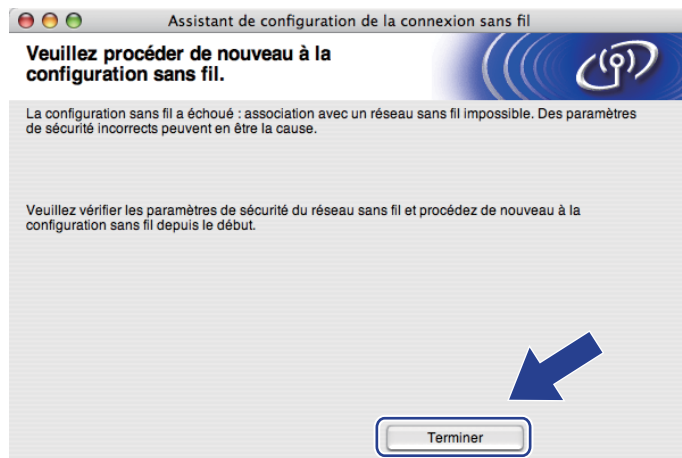 Assistant de configuration de la connexion sans fil
Veuillez procéder de nouveau à la
configuration sans fil.
La configuration sans fil a échoué : association avec un réseau sans fil impossible. Des paramètres
de sécurité incorrects peuvent en être la cause.
Veuillez vérifier les paramètres de sécurité du réseau sans fil et procédez de nouveau à la
configuration sans fil depuis le début.
Terminer